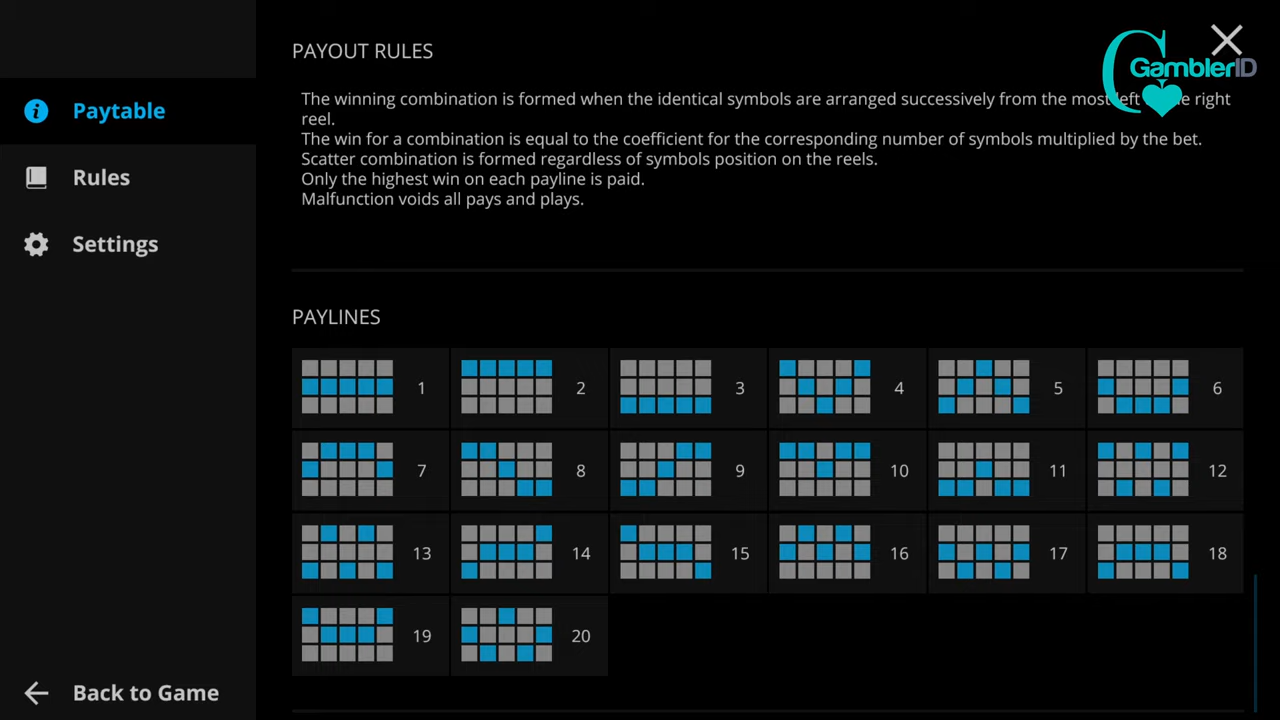 PAYOUT RULES
GamblerID
Paytable
The winning combination is formed when the identical symbols are arranged successively from the most left right
reel.
The win for a combination is equal to the coefficient for the corresponding number of symbols multiplied by the bet.
Scatter combination is formed regardless of symbols position on the reels.
Only the highest win on each payline is paid.
Malfunction voids all pays and plays.
Rules
Settings
PAYLINES
1 2 3 4 5 6
7 8 9 10 11 12
13 14 15 16 17 18
19 20
Back to Game